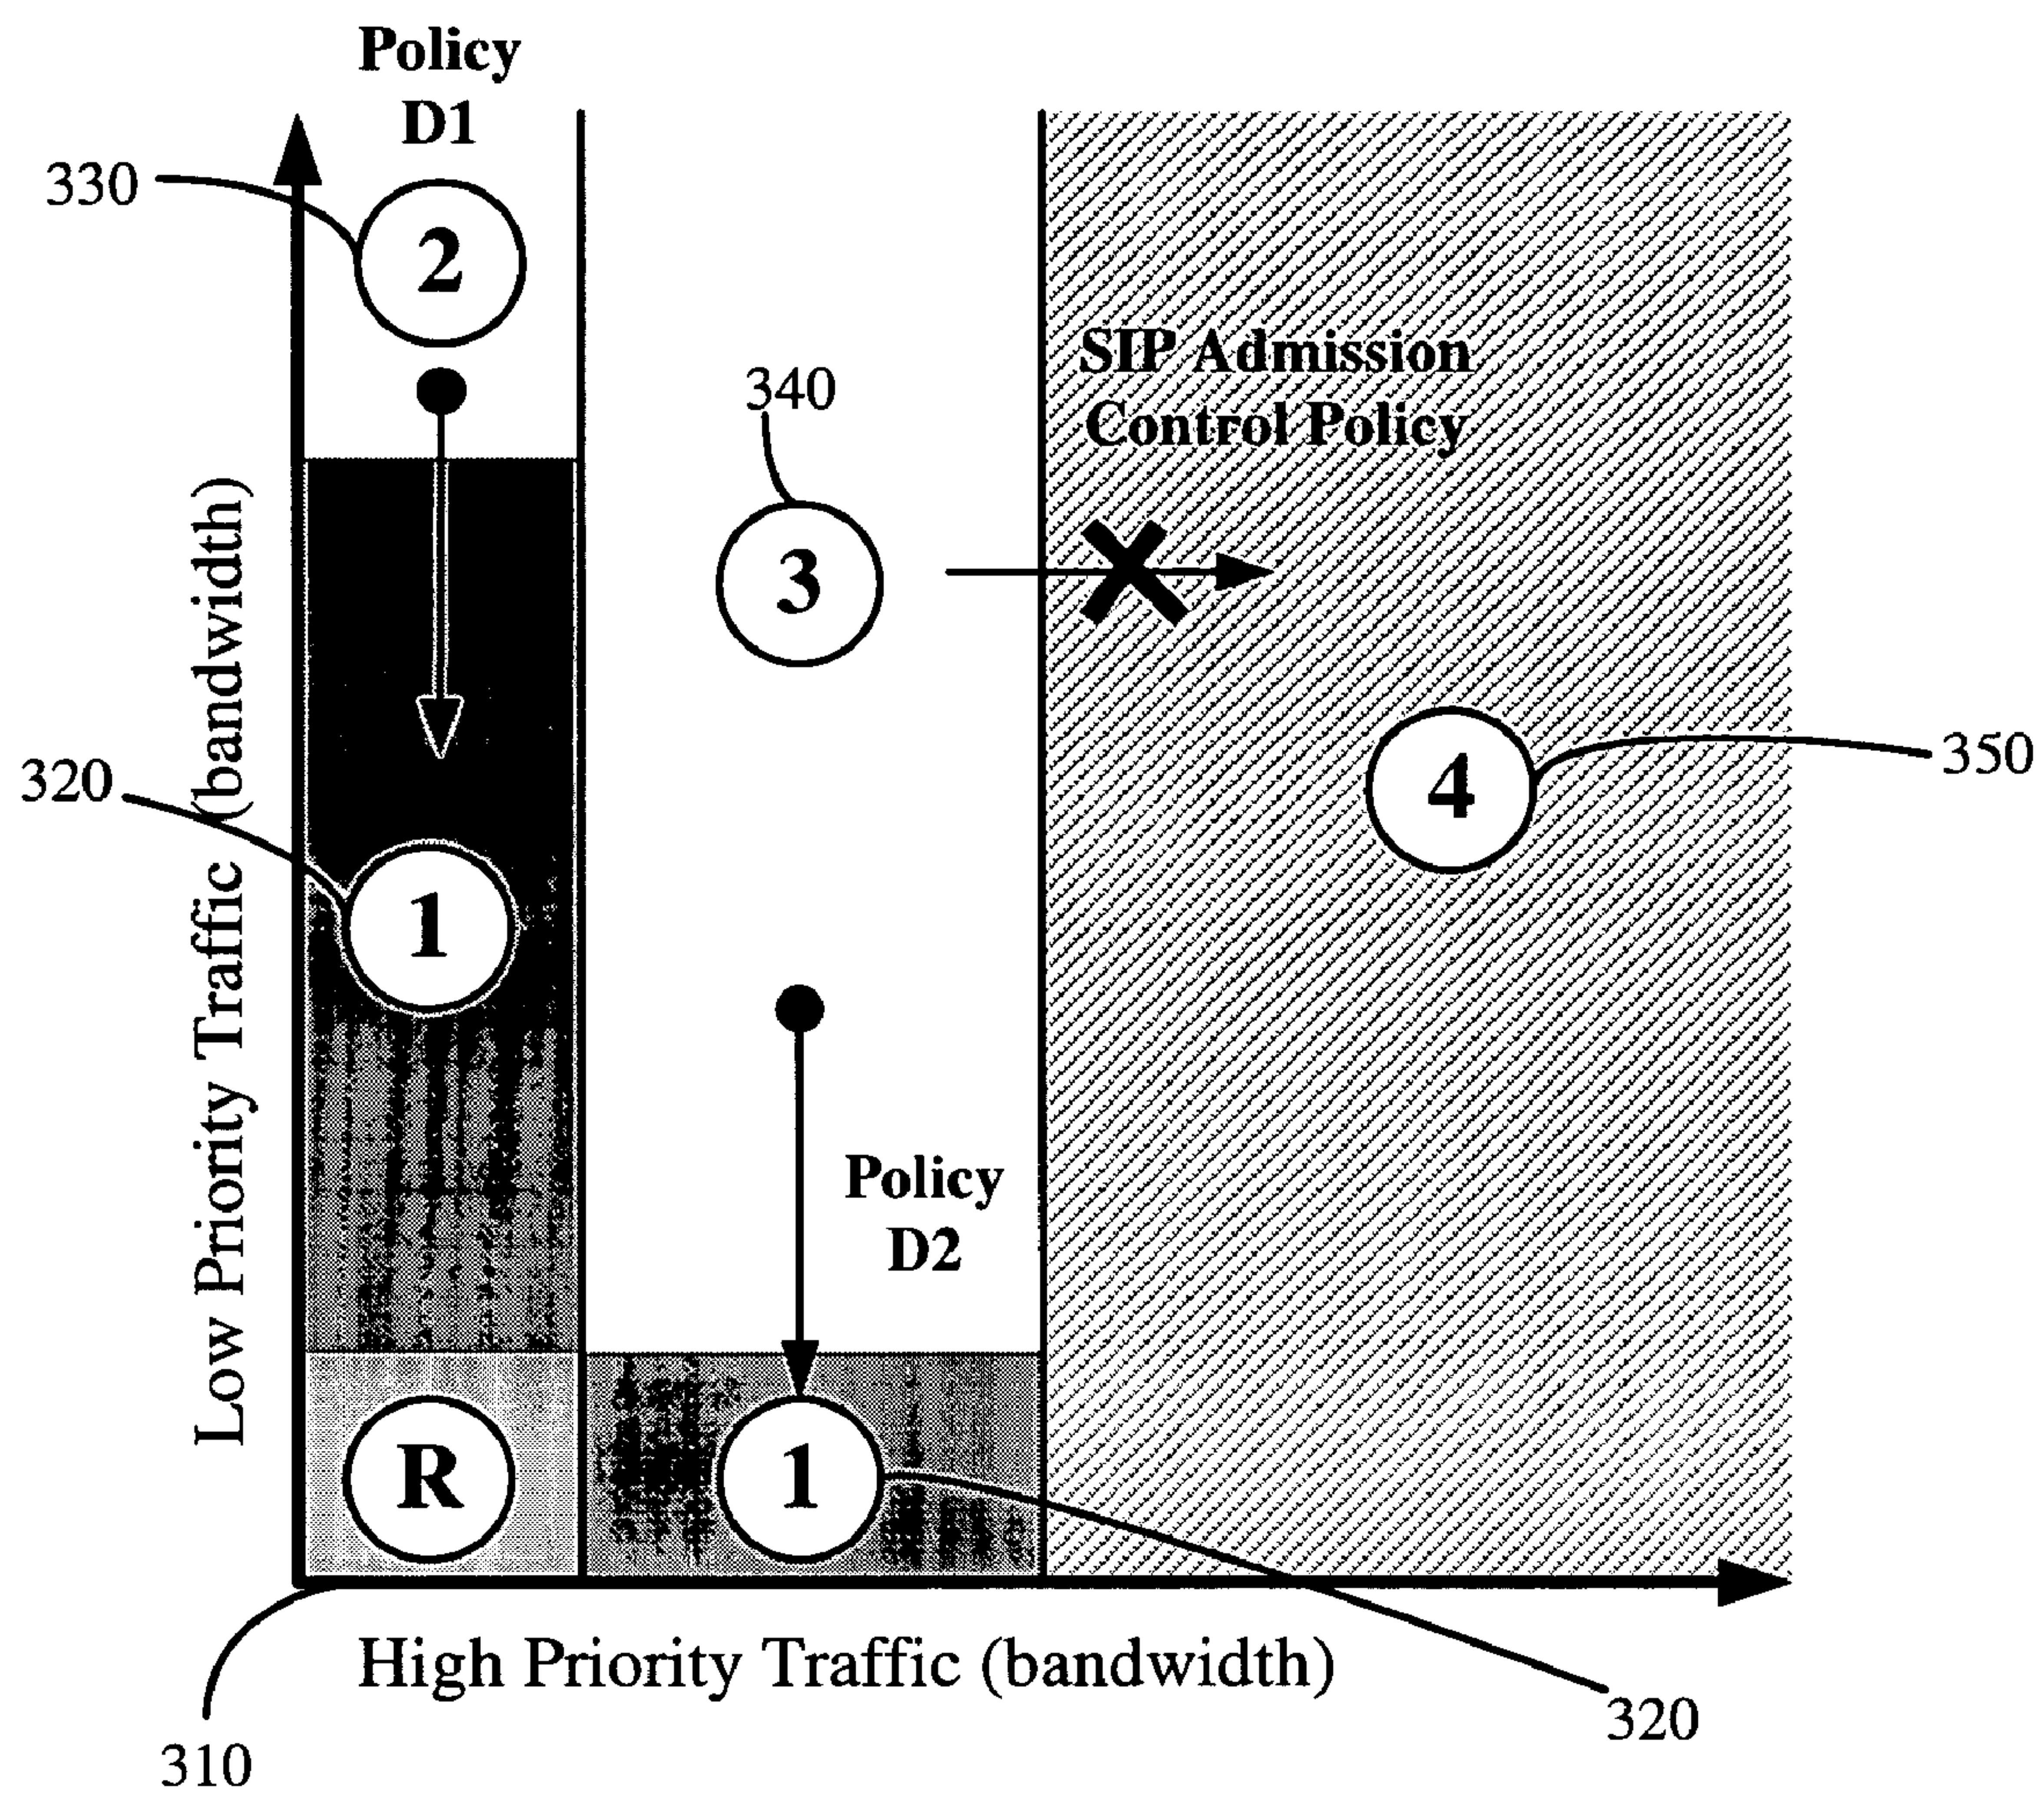 Policy
D1
330
2
SIP Admission
Control Policy
340
3
4
350
320
1
Low Priority Traffic (bandwidth)
Policy
D2
R
1
High Priority Traffic (bandwidth)
320
310